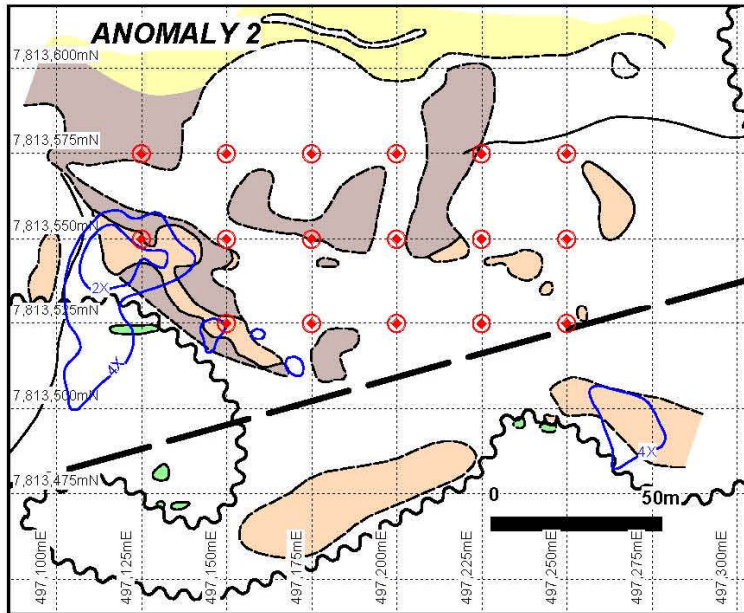 ANOMALY 2
7,813,600mN
7,813,575mN
7,813,550mN
2X
7,813,525mN
4X
7,813,500mN
4X
7,813,475mN
0 50m
497,100mE
497,125mE
497,150mE
497,175mE
497,200mE
497,225mE
497,250mE
497,275mE
497,300mE